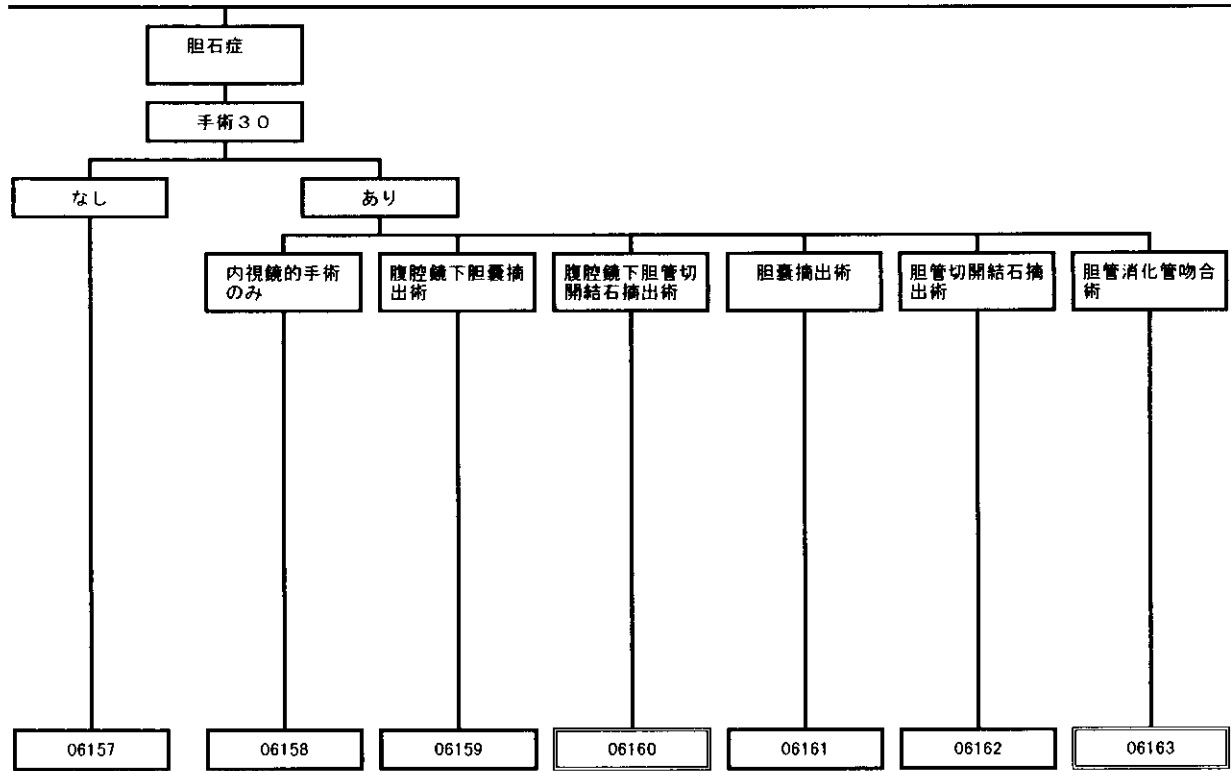 胆石症
手術３０
なし
あり
内視鏡的手術
のみ
腹腔鏡下胆嚢摘
出術
腹腔鏡下胆管切
開結石摘出術
胆嚢摘出術
胆管切開結石摘
出術
胆管消化管吻合
術
06157
06158
06159
06160
06161
06162
06163